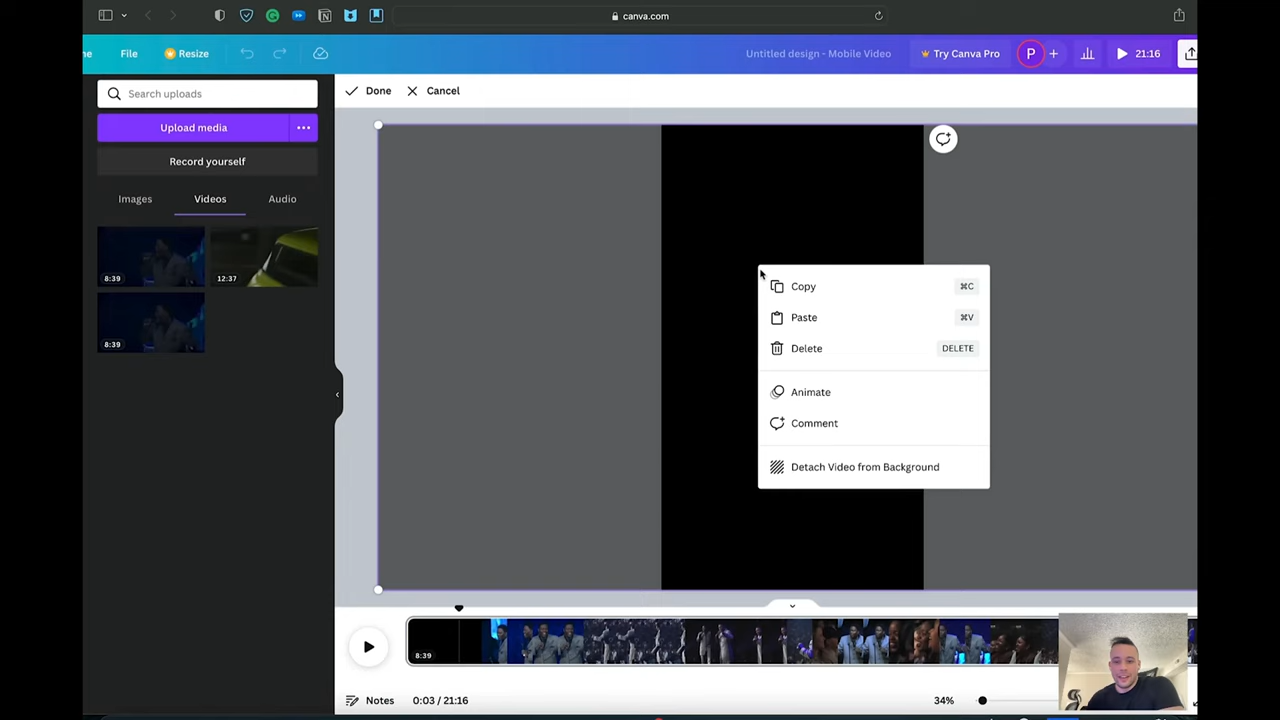 canva.com
ne File Resize Untitled design - Mobile Video Try Canva Pro P + 21:16
Search uploads
Done Cancel
Upload media
Record yourself
Images Videos Audio
8:39 12:37
8:39
Copy ⌘C
Paste ⌘V
Delete DELETE
Animate
Comment
Detach Video from Background
8:39
Notes 0:03 / 21:16 34%